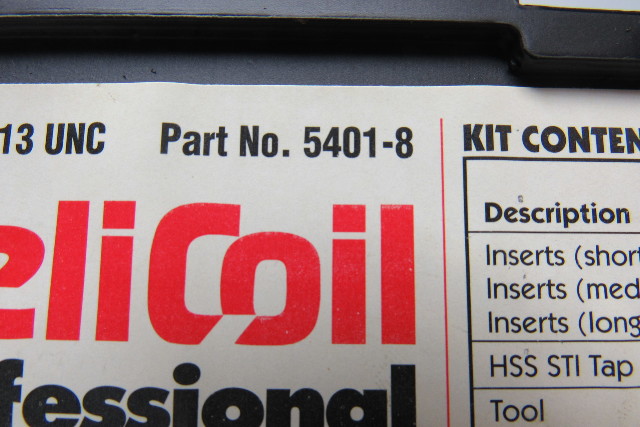 13 UNC Part No. 5401-8
eliCoil
fessional
KIT CONTEN
Description
Inserts (short
Inserts (med
Inserts (long
HSS STI Tap
Tool